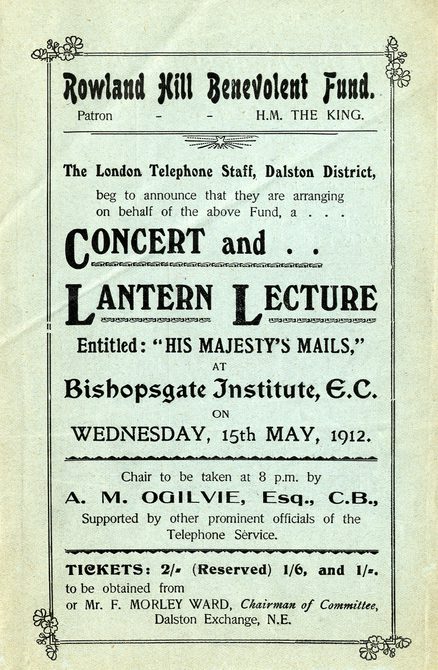 Rowland Hill Benevolent Fund.
Patron - - H.M. THE KING.
The London Telephone Staff, Dalston District,
beg to announce that they are arranging
on behalf of the above Fund, a . . .
CONCERT and . .
LANTERN LECTURE
Entitled: "HIS MAJESTY'S MAILS,"
AT
Bishopsgate Institute, E.C.
ON
WEDNESDAY, 15th MAY, 1912.
Chair to be taken at 8 p.m. by
A. M. OGILVIE, Esq., C.B.,
Supported by other prominent officials of the
Telephone Service.
TICKETS: 2/- (Reserved) 1/6, and 1/-.
to be obtained from
or Mr. F. MORLEY WARD, Chairman of Committee,
Dalston Exchange, N.E.